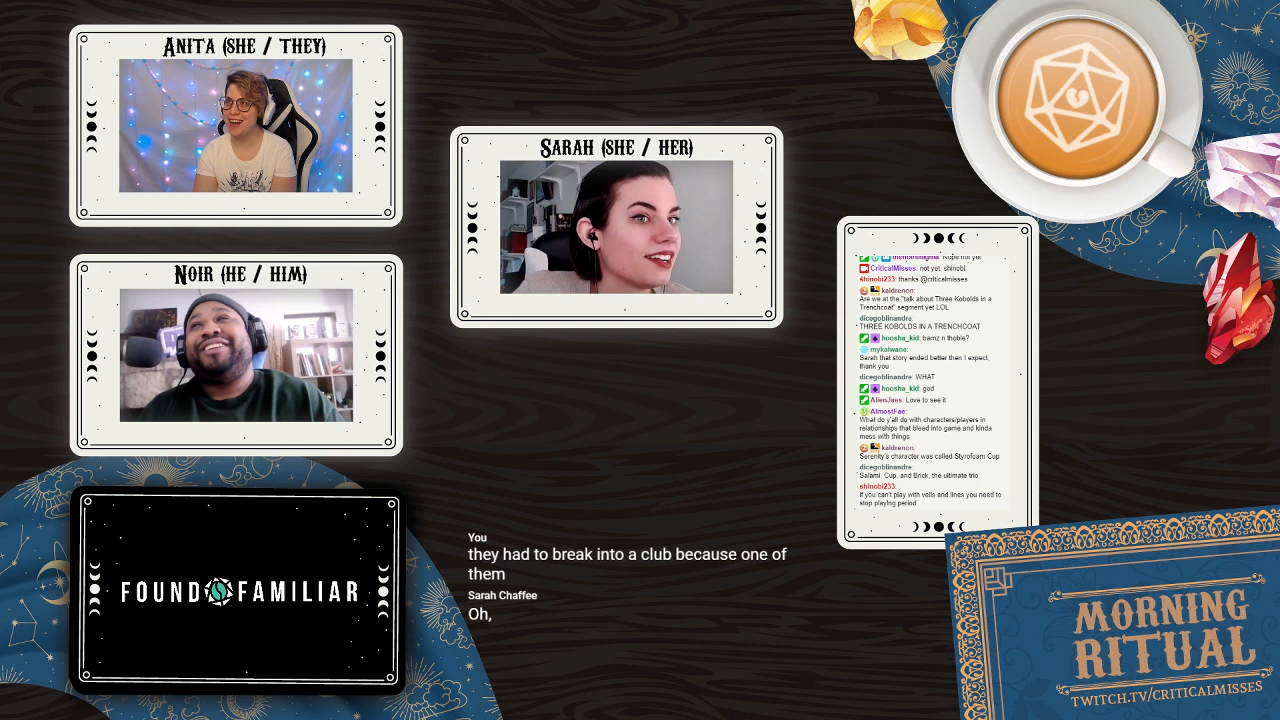 ANITA (SHE / THEY)
SARAH (SHE / HER)
NOIR (HE / HIM)
CriticalMisses: not yet, shinobi
shinobi233: thanks @criticalmisses
kaldrenon:
Are we at the "talk about Three Kobolds in a
Trenchcoat" segment yet LOL
dicegoblinandre:
THREE KOBOLDS IN A TRENCHCOAT
hoosha_kid: barnz n thoble?
mykalwane:
Sarah that story ended better then I expect,
thank you
dicegoblinandre: WHAT
hoosha_kid: god
AlienJaes: Love to see it
AlmostFae:
What do y'all do with characters/players in
relationships that bleed into game and kinda
mess with things
kaldrenon:
Serenity's character was called Styrofoam Cup
dicegoblinandre:
Salami, Cup, and Brick, the ultimate trio
shinobi233:
If you can't play with veils and lines you need to
stop playing period
FOUND FAMILIAR
You
they had to break into a club because one of
them
Sarah Chaffee
Oh,
MORNING
RITUAL
TWITCH.TV/CRITICALMISSES